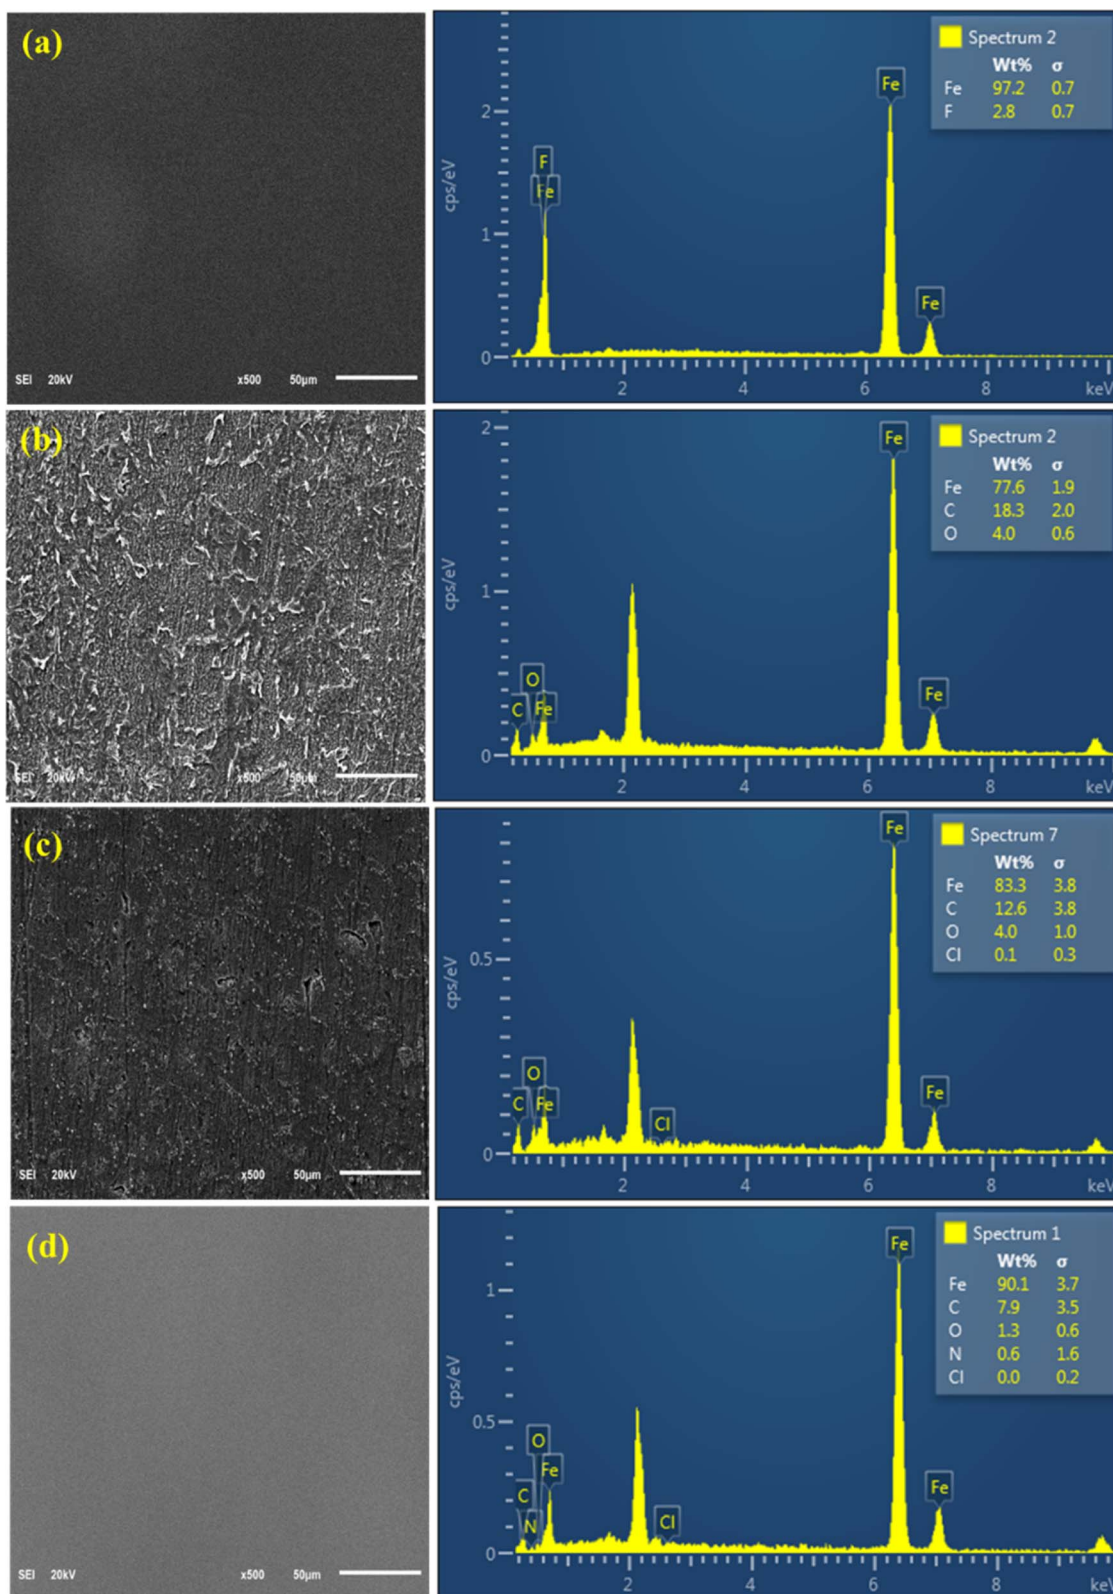 (a)
SEI 20kV x500 50µm
Spectrum 2
Wt% σ
Fe 97.2 0.7
F 2.8 0.7
Fe
F
Fe
Fe
cps/eV
2
1
0
2 4 6 8 keV
(b)
SEI 20kV x500 50µm
Spectrum 2
Wt% σ
Fe 77.6 1.9
C 18.3 2.0
O 4.0 0.6
Fe
O
C Fe
Fe
cps/eV
2
1
0
2 4 6 8 keV
(c)
SEI 20kV x500 50µm
Spectrum 7
Wt% σ
Fe 83.3 3.8
C 12.6 3.8
O 4.0 1.0
Cl 0.1 0.3
Fe
O
C Fe
Cl
Fe
cps/eV
0.5
0
2 4 6 8 keV
(d)
SEI 20kV x500 50µm
Spectrum 1
Wt% σ
Fe 90.1 3.7
C 7.9 3.5
O 1.3 0.6
N 0.6 1.6
Cl 0.0 0.2
Fe
O
Fe
C
N
Cl
Fe
cps/eV
1
0.5
0
2 4 6 8 keV